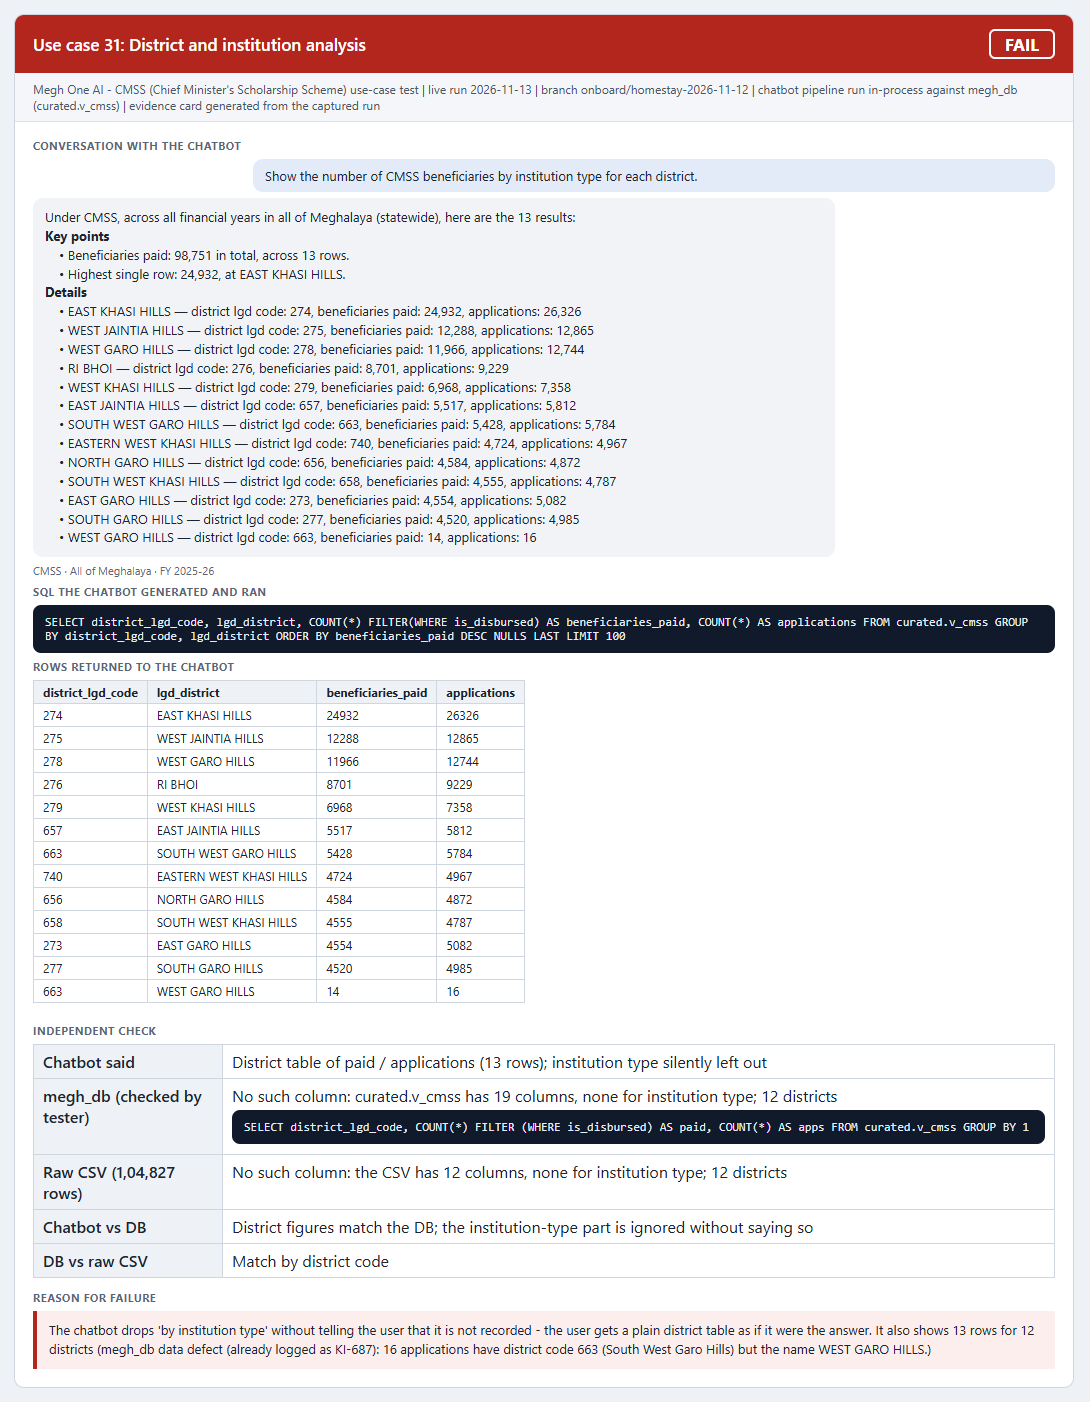 Use case 31: District and institution analysis
FAIL
Megh One AI - CMSS (Chief Minister's Scholarship Scheme) use-case test | live run 2026-11-13 | branch onboard/homestay-2026-11-12 | chatbot pipeline run in-process against megh_db
(curated.v_cmss) | evidence card generated from the captured run
CONVERSATION WITH THE CHATBOT
Show the number of CMSS beneficiaries by institution type for each district.
Under CMSS, across all financial years in all of Meghalaya (statewide), here are the 13 results:
Key points
• Beneficiaries paid: 98,751 in total, across 13 rows.
• Highest single row: 24,932, at EAST KHASI HILLS.
Details
• EAST KHASI HILLS — district lgd code: 274, beneficiaries paid: 24,932, applications: 26,326
• WEST JAINTIA HILLS — district lgd code: 275, beneficiaries paid: 12,288, applications: 12,865
• WEST GARO HILLS — district lgd code: 278, beneficiaries paid: 11,966, applications: 12,744
• RI BHOI — district lgd code: 276, beneficiaries paid: 8,701, applications: 9,229
• WEST KHASI HILLS — district lgd code: 279, beneficiaries paid: 6,968, applications: 7,358
• EAST JAINTIA HILLS — district lgd code: 657, beneficiaries paid: 5,517, applications: 5,812
• SOUTH WEST GARO HILLS — district lgd code: 663, beneficiaries paid: 5,428, applications: 5,784
• EASTERN WEST KHASI HILLS — district lgd code: 740, beneficiaries paid: 4,724, applications: 4,967
• NORTH GARO HILLS — district lgd code: 656, beneficiaries paid: 4,584, applications: 4,872
• SOUTH WEST KHASI HILLS — district lgd code: 658, beneficiaries paid: 4,555, applications: 4,787
• EAST GARO HILLS — district lgd code: 273, beneficiaries paid: 4,554, applications: 5,082
• SOUTH GARO HILLS — district lgd code: 277, beneficiaries paid: 4,520, applications: 4,985
• WEST GARO HILLS — district lgd code: 663, beneficiaries paid: 14, applications: 16
CMSS · All of Meghalaya · FY 2025-26
SQL THE CHATBOT GENERATED AND RAN
SELECT district_lgd_code, lgd_district, COUNT(*) FILTER(WHERE is_disbursed) AS beneficiaries_paid, COUNT(*) AS applications FROM curated.v_cmss GROUP
BY district_lgd_code, lgd_district ORDER BY beneficiaries_paid DESC NULLS LAST LIMIT 100
ROWS RETURNED TO THE CHATBOT
district_lgd_code lgd_district beneficiaries_paid applications
274 EAST KHASI HILLS 24932 26326
275 WEST JAINTIA HILLS 12288 12865
278 WEST GARO HILLS 11966 12744
276 RI BHOI 8701 9229
279 WEST KHASI HILLS 6968 7358
657 EAST JAINTIA HILLS 5517 5812
663 SOUTH WEST GARO HILLS 5428 5784
740 EASTERN WEST KHASI HILLS 4724 4967
656 NORTH GARO HILLS 4584 4872
658 SOUTH WEST KHASI HILLS 4555 4787
273 EAST GARO HILLS 4554 5082
277 SOUTH GARO HILLS 4520 4985
663 WEST GARO HILLS 14 16
INDEPENDENT CHECK
Chatbot said District table of paid / applications (13 rows); institution type silently left out
megh_db (checked by
tester)
No such column: curated.v_cmss has 19 columns, none for institution type; 12 districts
SELECT district_lgd_code, COUNT(*) FILTER (WHERE is_disbursed) AS paid, COUNT(*) AS apps FROM curated.v_cmss GROUP BY 1
Raw CSV (1,04,827
rows)
No such column: the CSV has 12 columns, none for institution type; 12 districts
Chatbot vs DB District figures match the DB; the institution-type part is ignored without saying so
DB vs raw CSV Match by district code
REASON FOR FAILURE
The chatbot drops 'by institution type' without telling the user that it is not recorded - the user gets a plain district table as if it were the answer. It also shows 13 rows for 12
districts (megh_db data defect (already logged as KI-687): 16 applications have district code 663 (South West Garo Hills) but the name WEST GARO HILLS.)